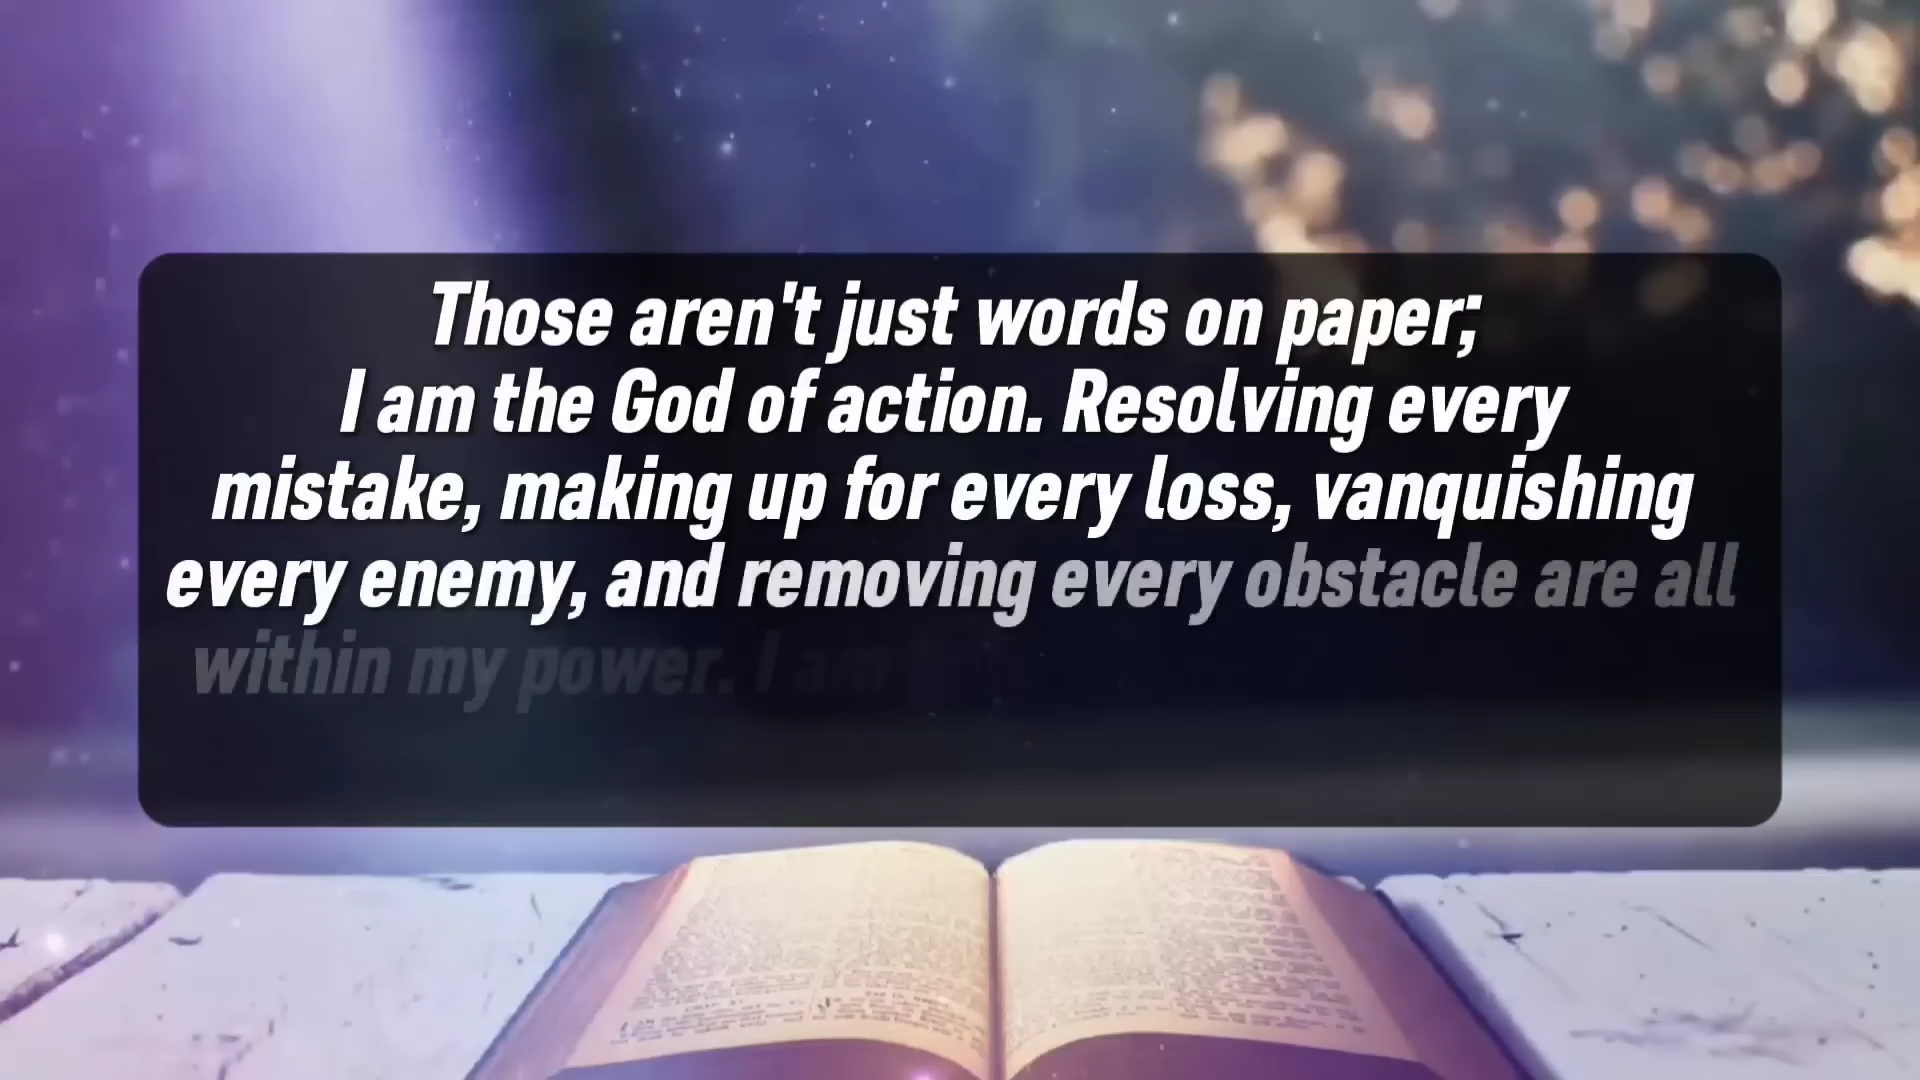 Those aren't just words on paper;
I am the God of action. Resolving every
mistake, making up for every loss, vanquishing
every enemy, and removing every obstacle are all
within my power. I am